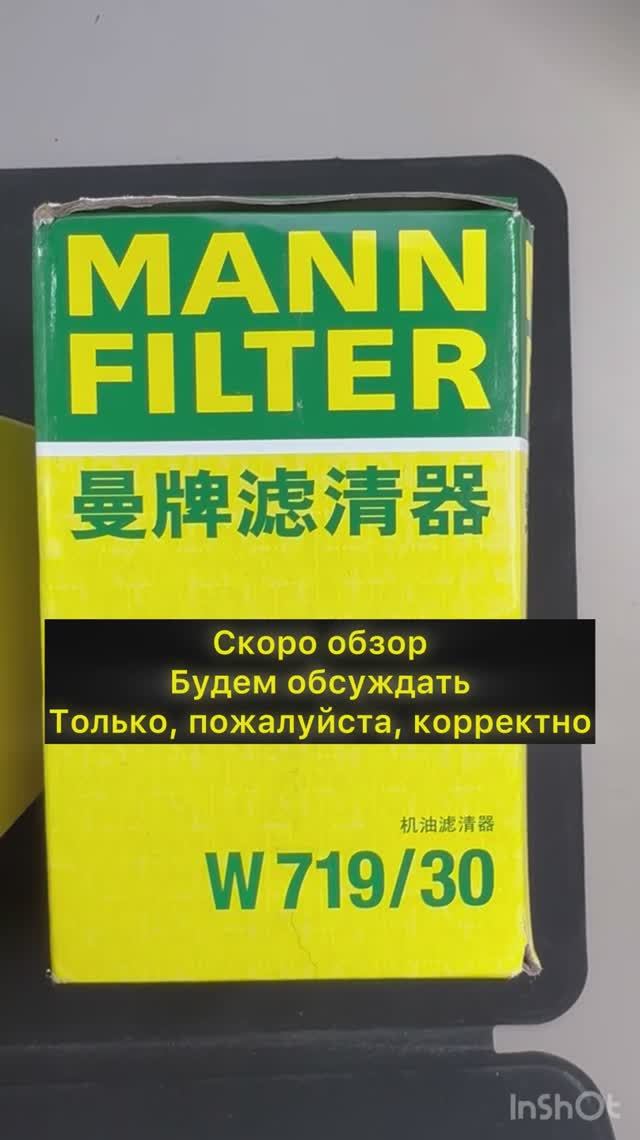 MANN
FILTER
曼牌滤清器
Скоро обзор
Будем обсуждать
Только, пожалуйста, корректно
机油滤清器
W 719/30
InShOt